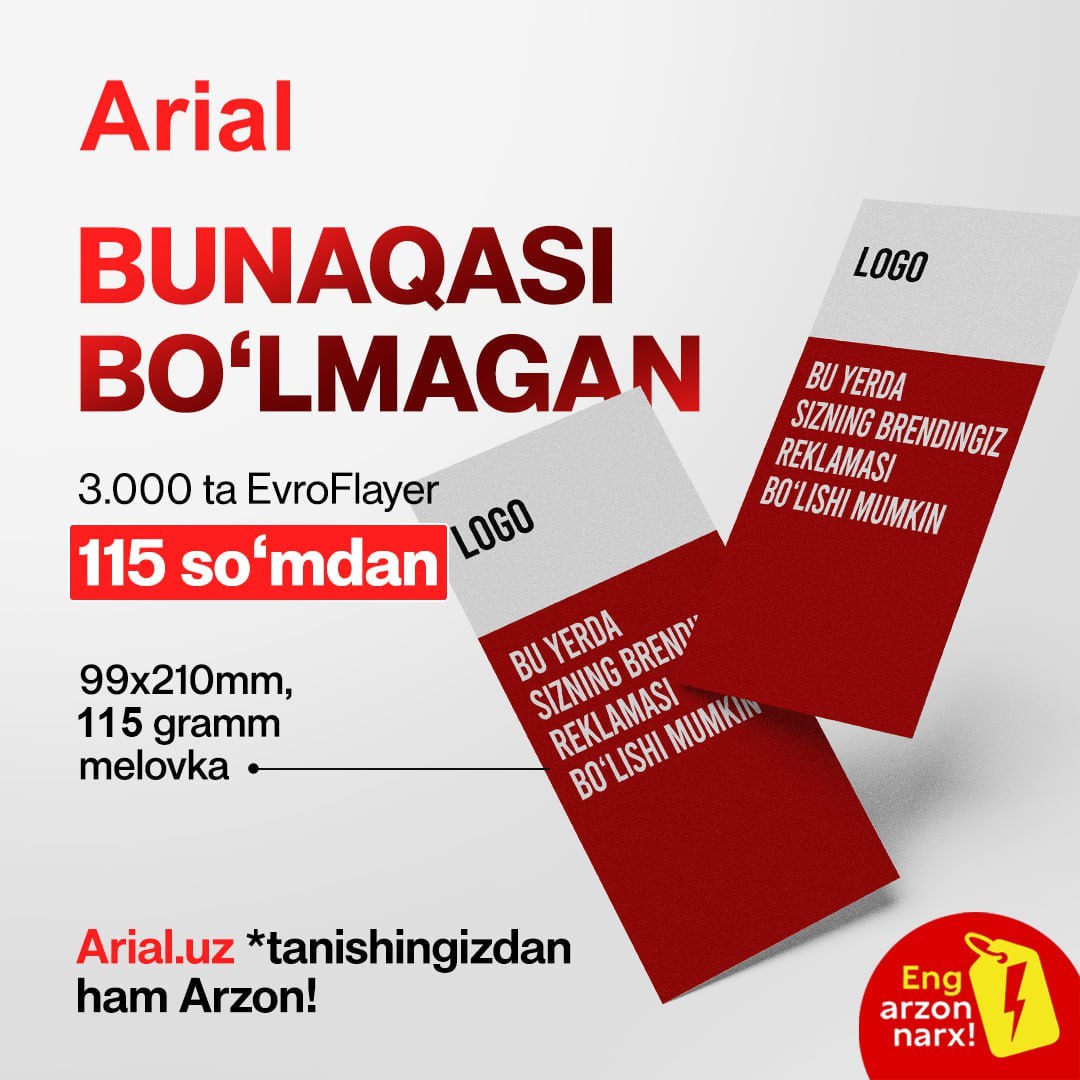 Arial
BUNAQASI
BO‘LMAGAN
3.000 ta EvroFlayer
115 so‘mdan
99x210mm,
115 gramm
melovka
LOGO
BU YERDA
SIZNING BRENDI
REKLAMASI
BO‘LISHI MUMKIN
LOGO
BU YERDA
SIZNING BRENDINGIZ
REKLAMASI
BO‘LISHI MUMKIN
Arial.uz *tanishingizdan
ham Arzon!
Eng
arzon
narx!